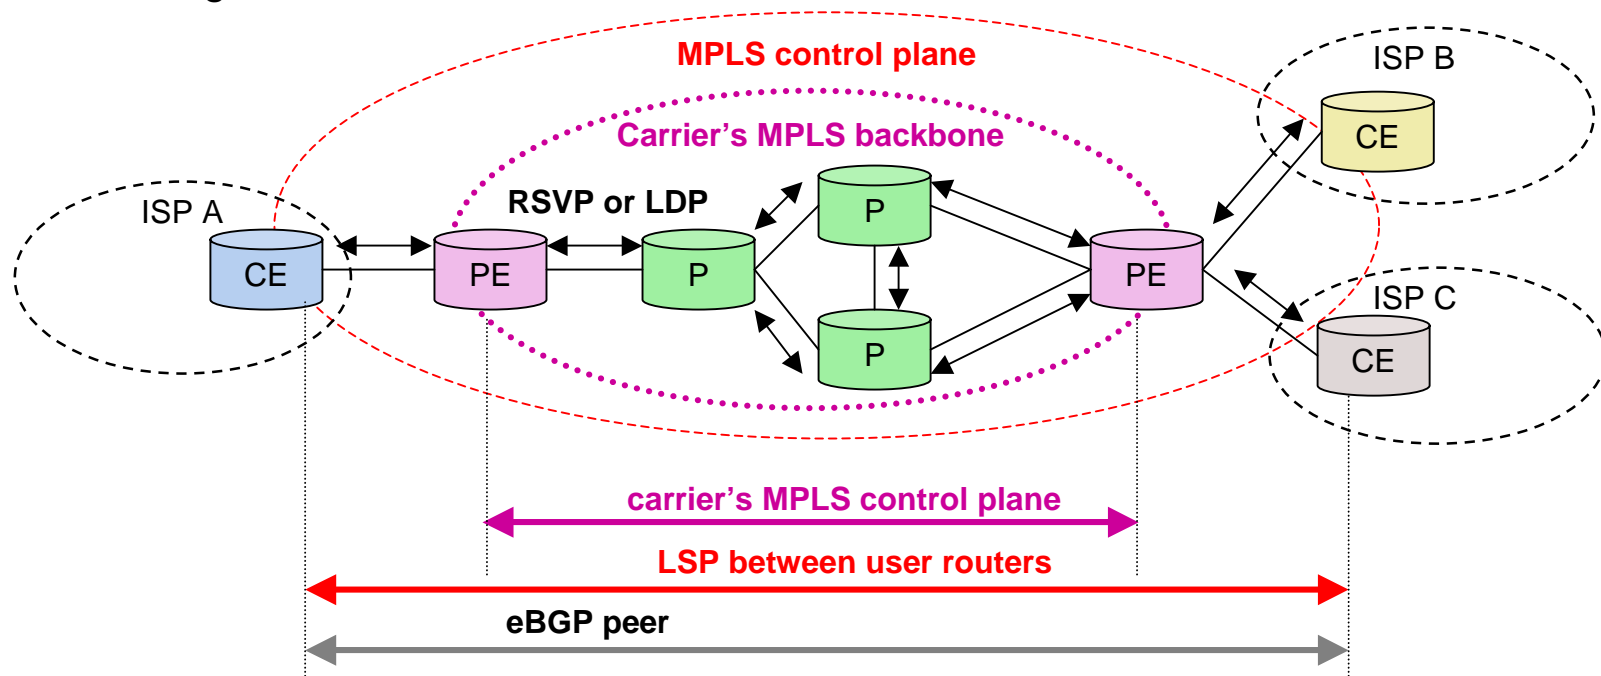 MPLS control plane
ISP B
CE
Carrier's MPLS backbone
ISP A
RSVP or LDP
P
CE
PE
P
PE
ISP C
P
CE
carrier's MPLS control plane
LSP between user routers
eBGP peer